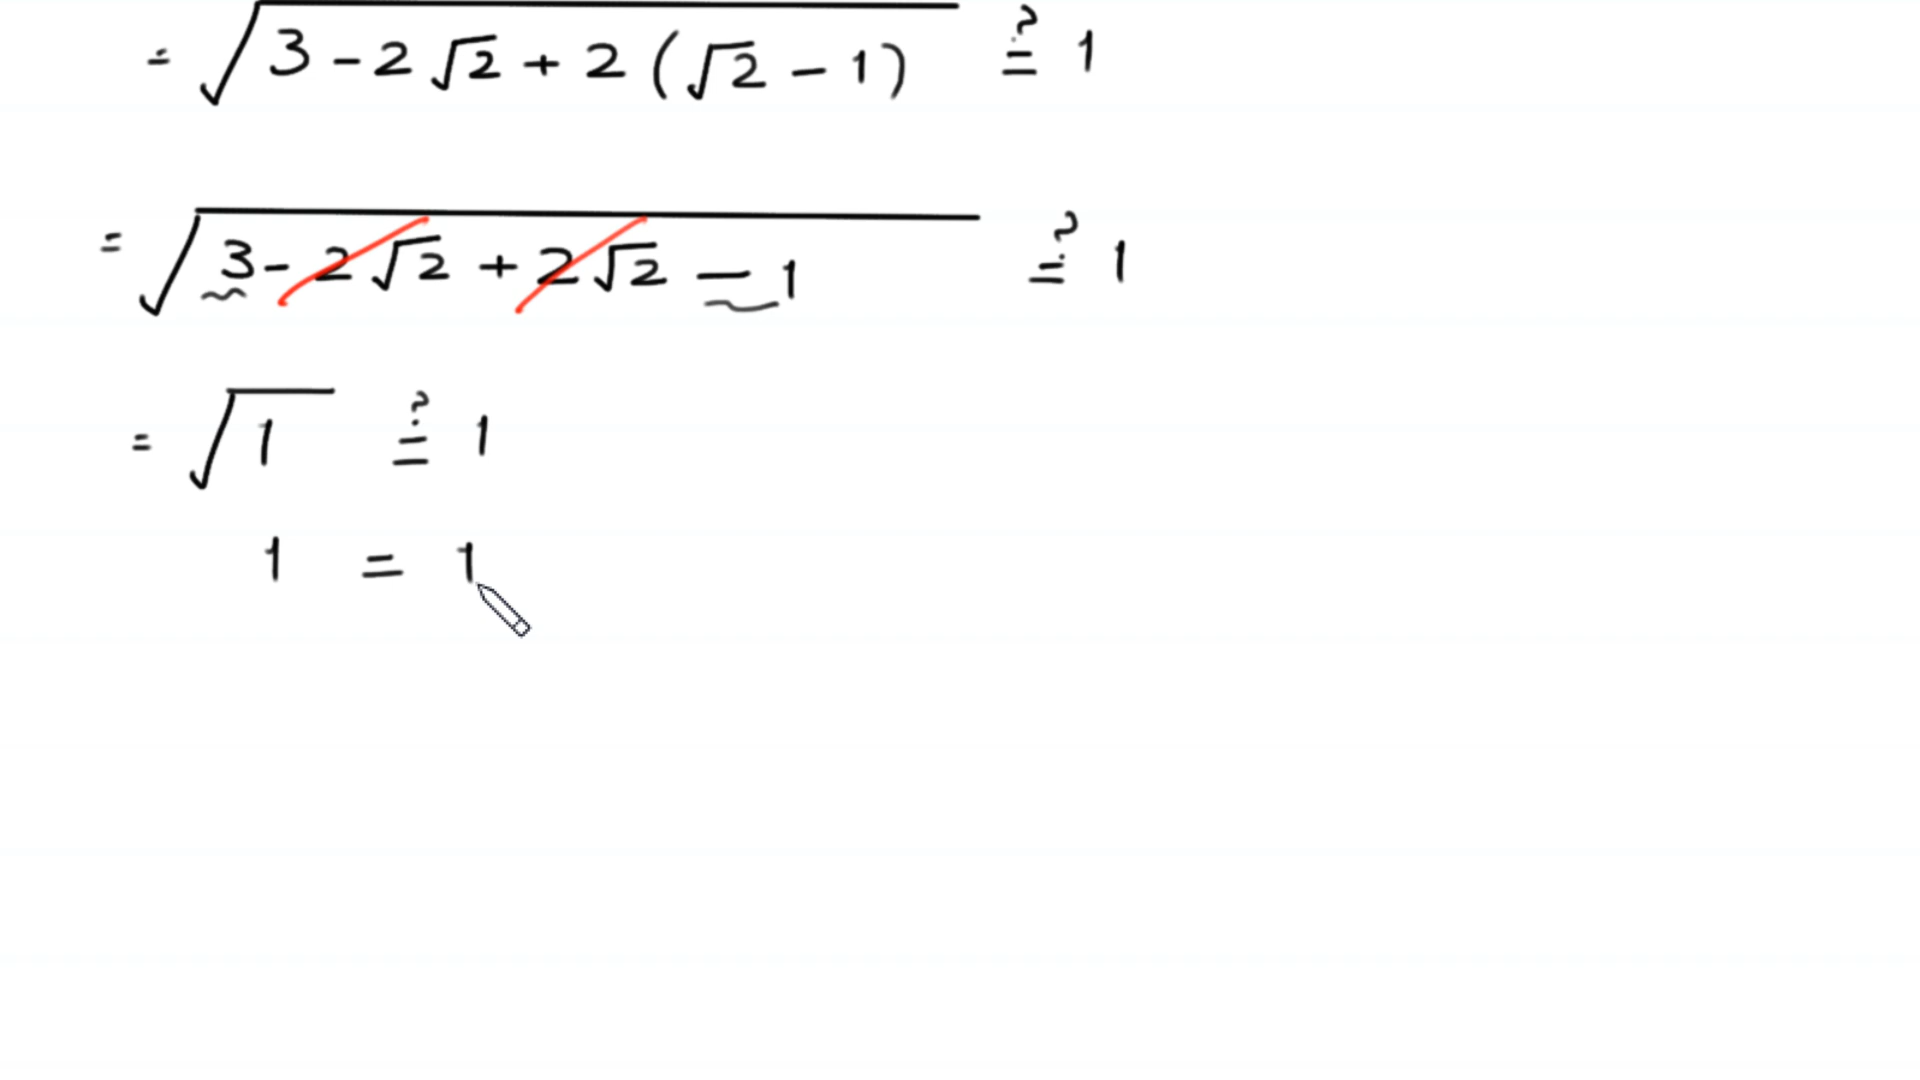 = √(3 - 2√2 + 2(√2 - 1)) ≟ 1
= √(3 - 2√2 + 2√2 - 1) ≟ 1
= √1 ≟ 1
1 = 1